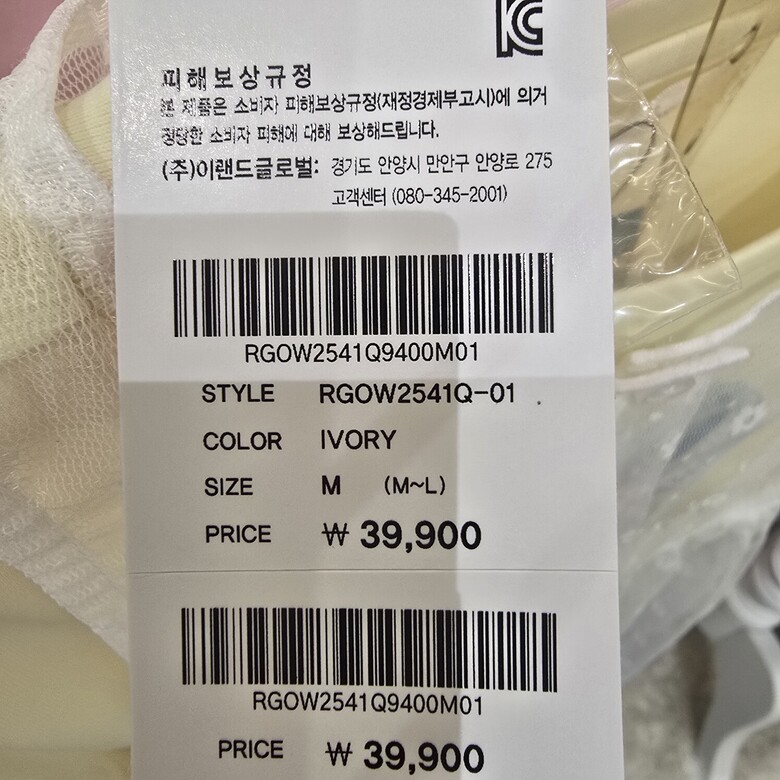 KC
피해보상규정
본 제품은 소비자 피해보상규정(재정경제부고시)에 의거
정당한 소비자 피해에 대해 보상해드립니다.
(주)이랜드글로벌: 경기도 안양시 만안구 안양로 275
고객센터 (080-345-2001)
RGOW2541Q9400M01
STYLE RGOW2541Q-01
COLOR IVORY
SIZE M (M~L)
PRICE ₩ 39,900
RGOW2541Q9400M01
PRICE ₩ 39,900